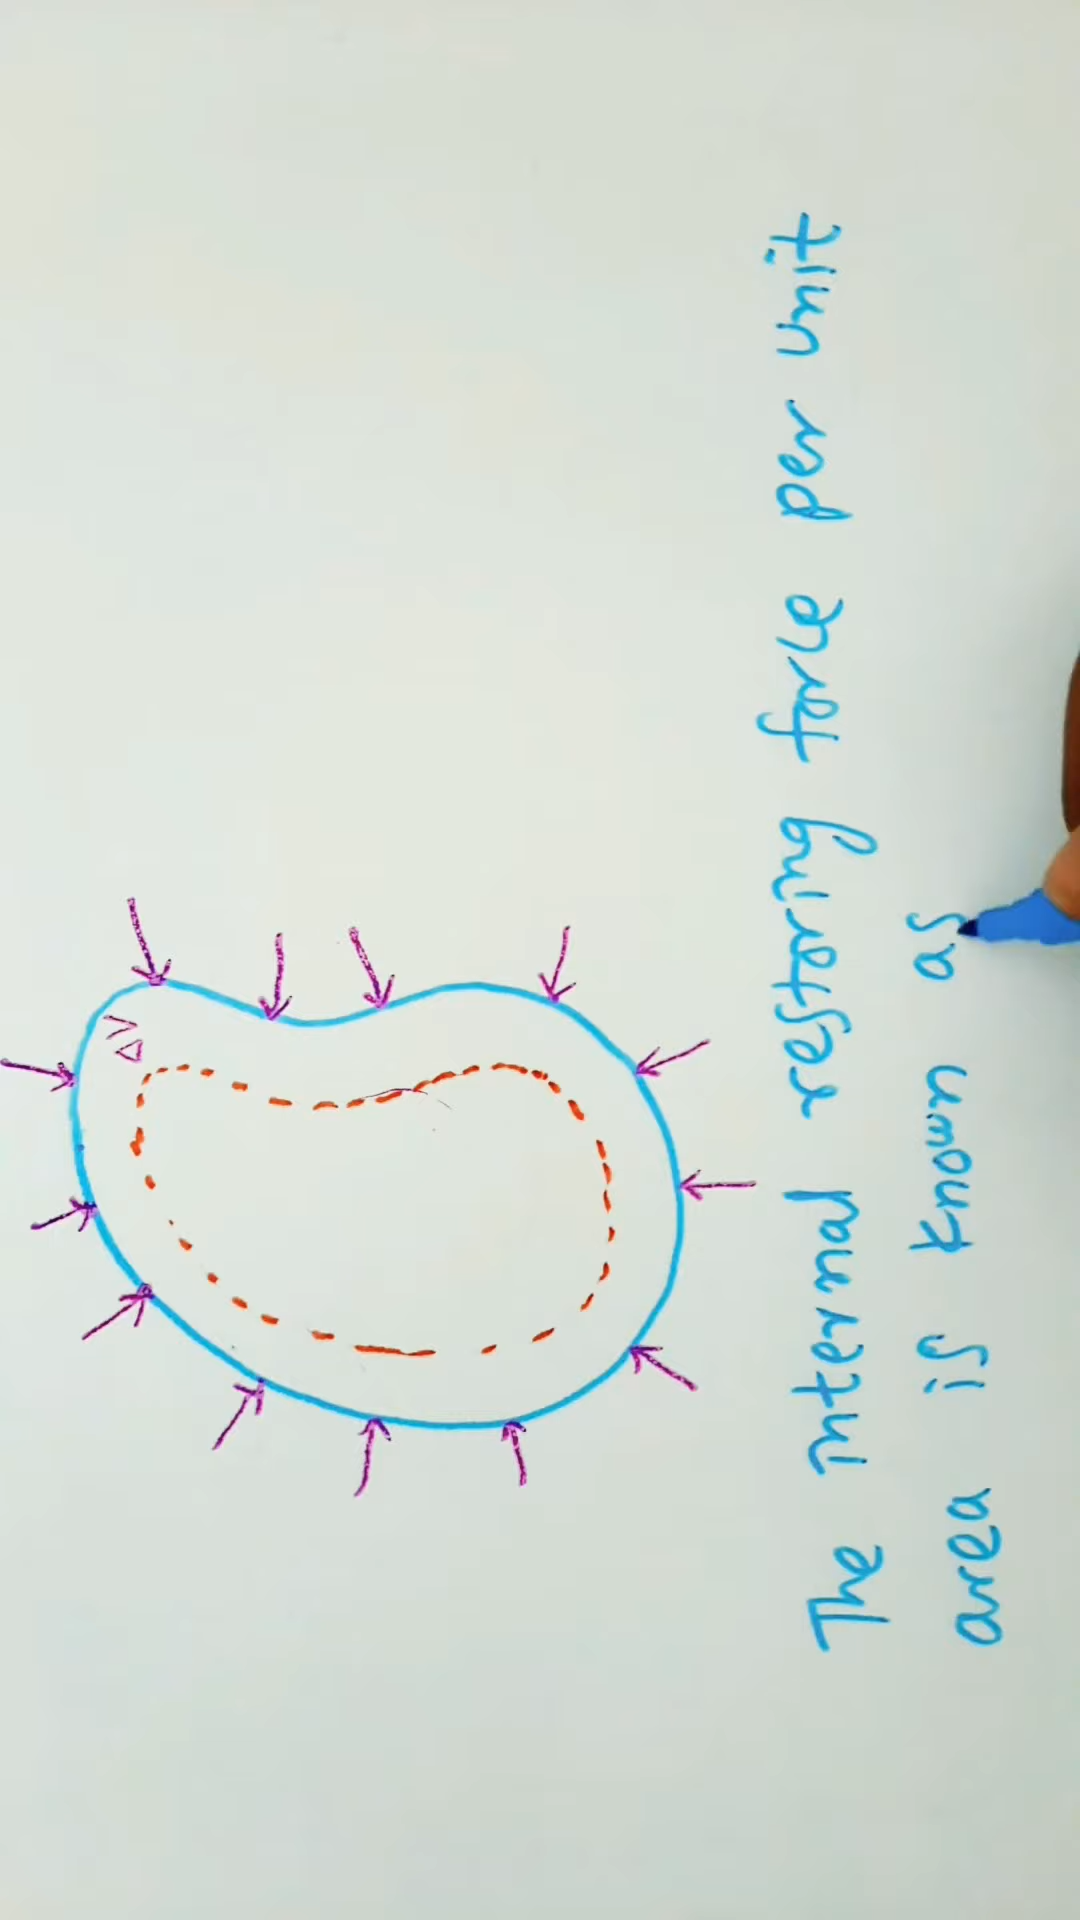 ΔV
The internal restoring force per unit
area is known as